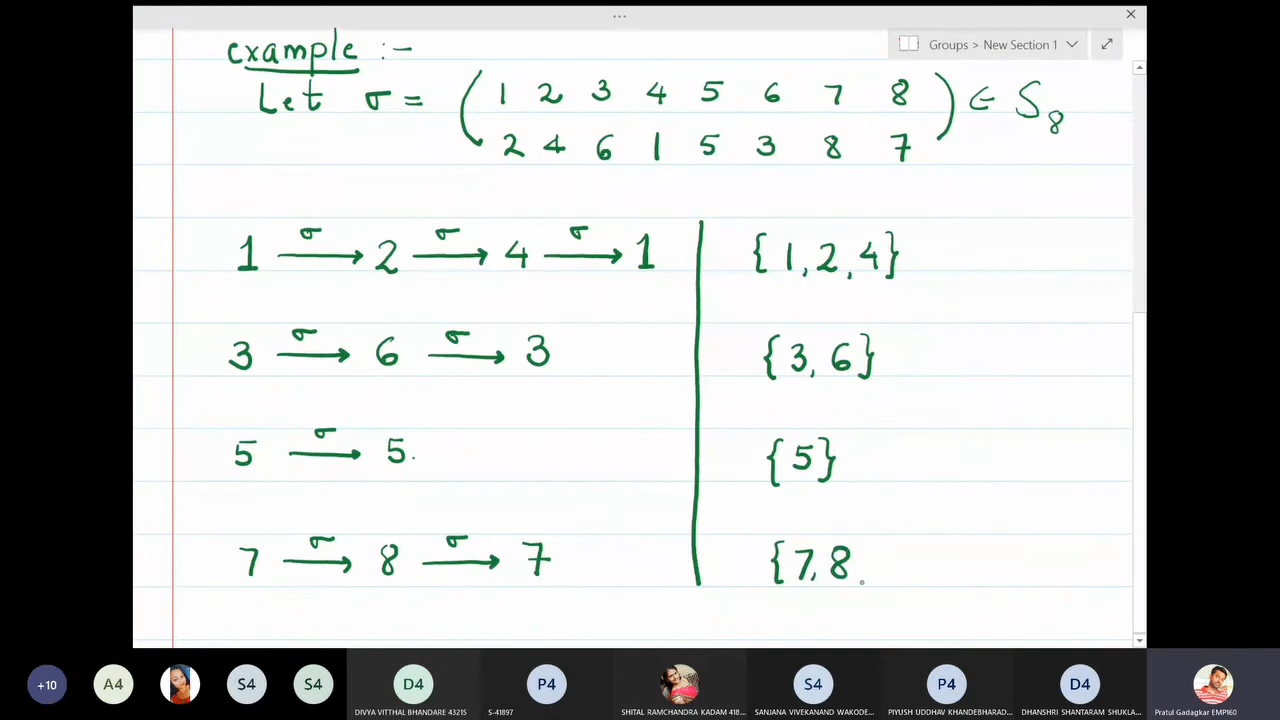 Groups > New Section 1
example :-
Let σ = ( 1 2 3 4 5 6 7 8 ) ∈ S₈
2 4 6 1 5 3 8 7
1 σ→ 2 σ→ 4 σ→ 1 {1,2,4}
3 σ→ 6 σ→ 3 {3,6}
5 σ→ 5. {5}
7 σ→ 8 σ→ 7 {7,8
+10 A4 S4 S4 D4 P4 S4 P4 D4
DIVYA VITTHAL BHANDARE 43215 S-41897 SHITAL RAMCHANDRA KADAM 418... SANJANA VIVEKANAND WAKODE... PIYUSH UDDHAV KHANDEBHARAD... DHANSHRI SHANTARAM SHUKLA... Pratul Gadagkar EMP160